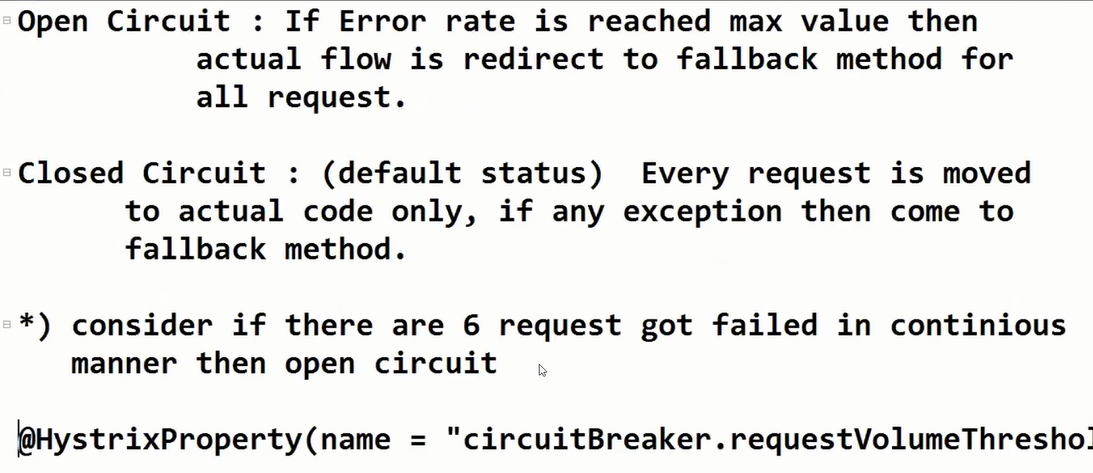 Open Circuit : If Error rate is reached max value then
actual flow is redirect to fallback method for
all request.
Closed Circuit : (default status) Every request is moved
to actual code only, if any exception then come to
fallback method.
*) consider if there are 6 request got failed in continious
manner then open circuit
@HystrixProperty(name = "circuitBreaker.requestVolumeThreshol